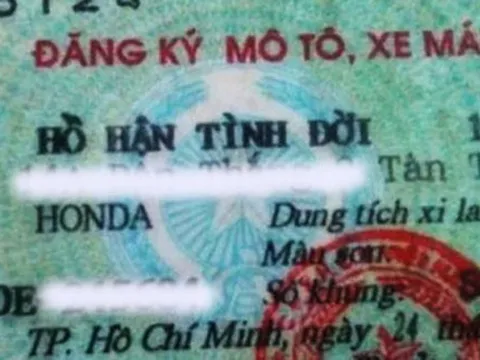 ĐĂNG KÝ MÔ TÔ, XE MÁ
HỒ HẬN TÌNH ĐỜI
Tân T
HONDA Dung tích xi la
Màu sơn:
Số khung:
TP. Hồ Chí Minh, ngày 24 thá